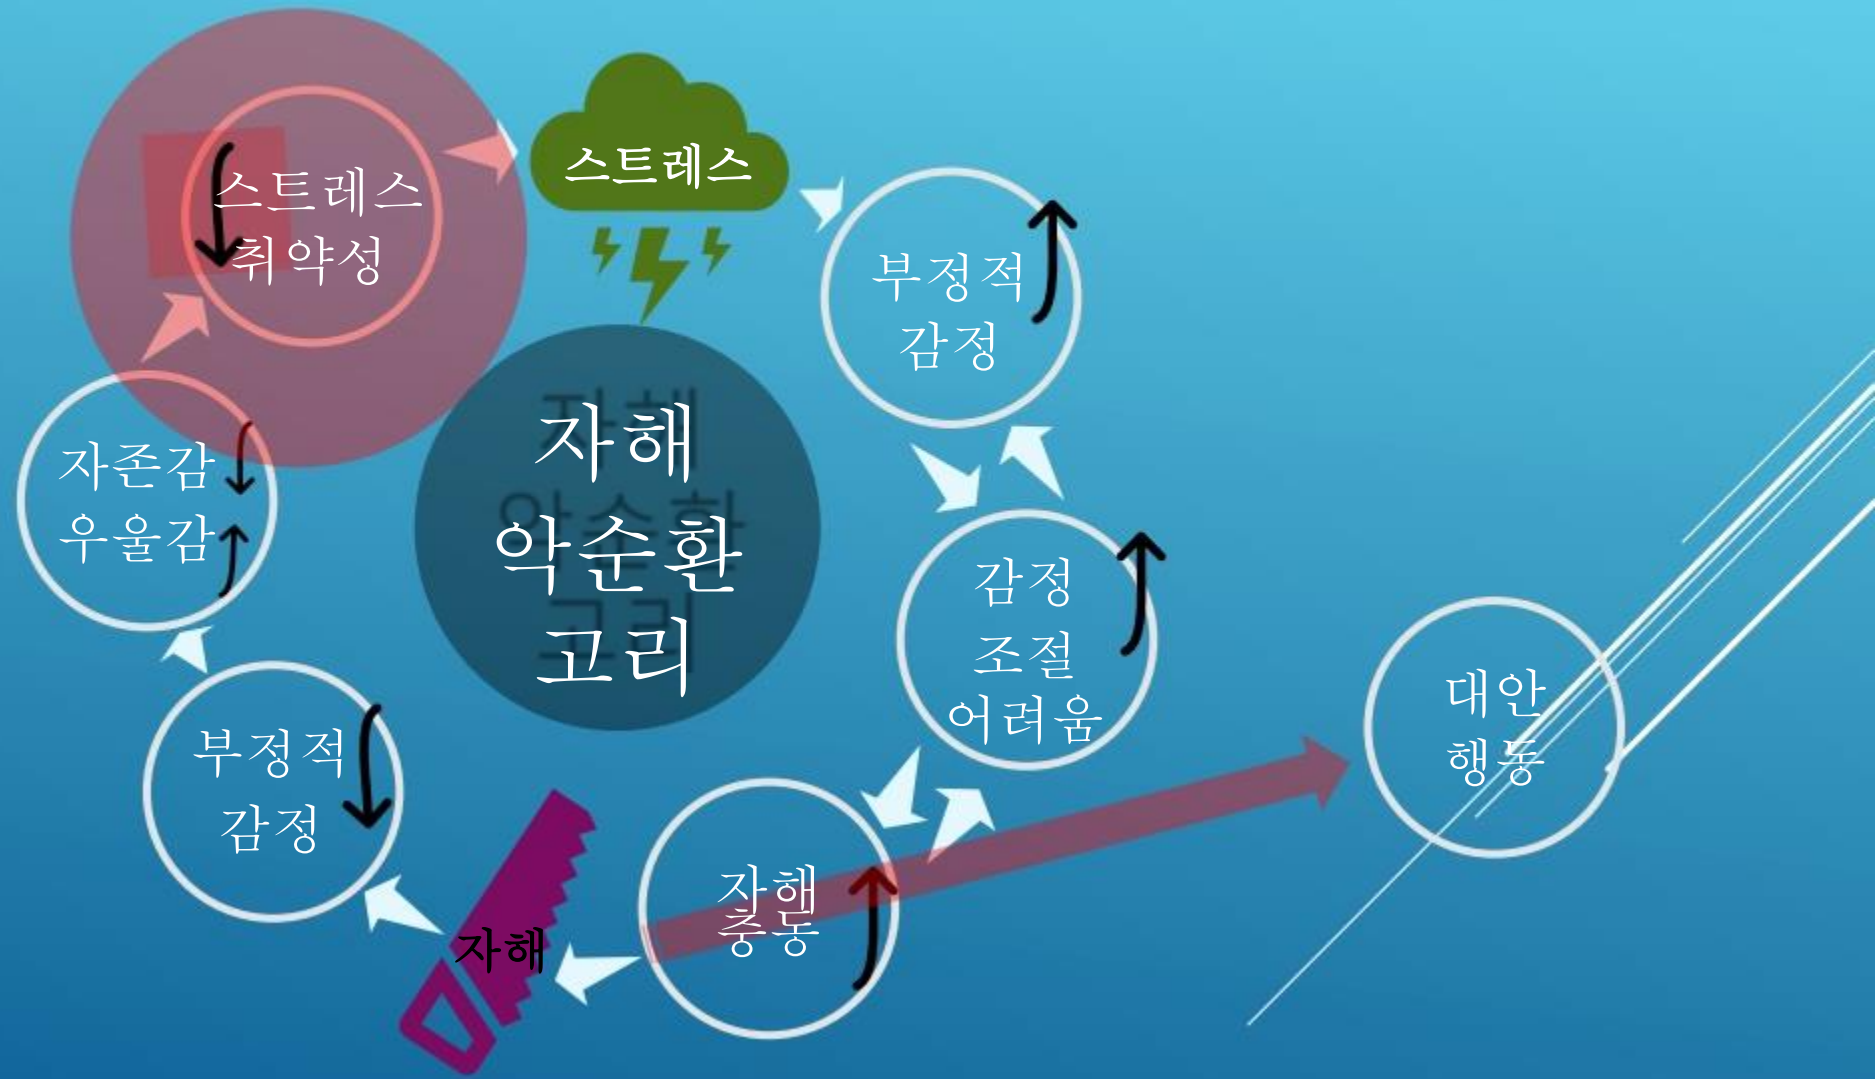 스트레스
취약성
스트레스
부정적
감정
감정
조절
어려움
자해
충동
자해
부정적
감정
자존감
우울감
자해
악순환
고리
대안
행동